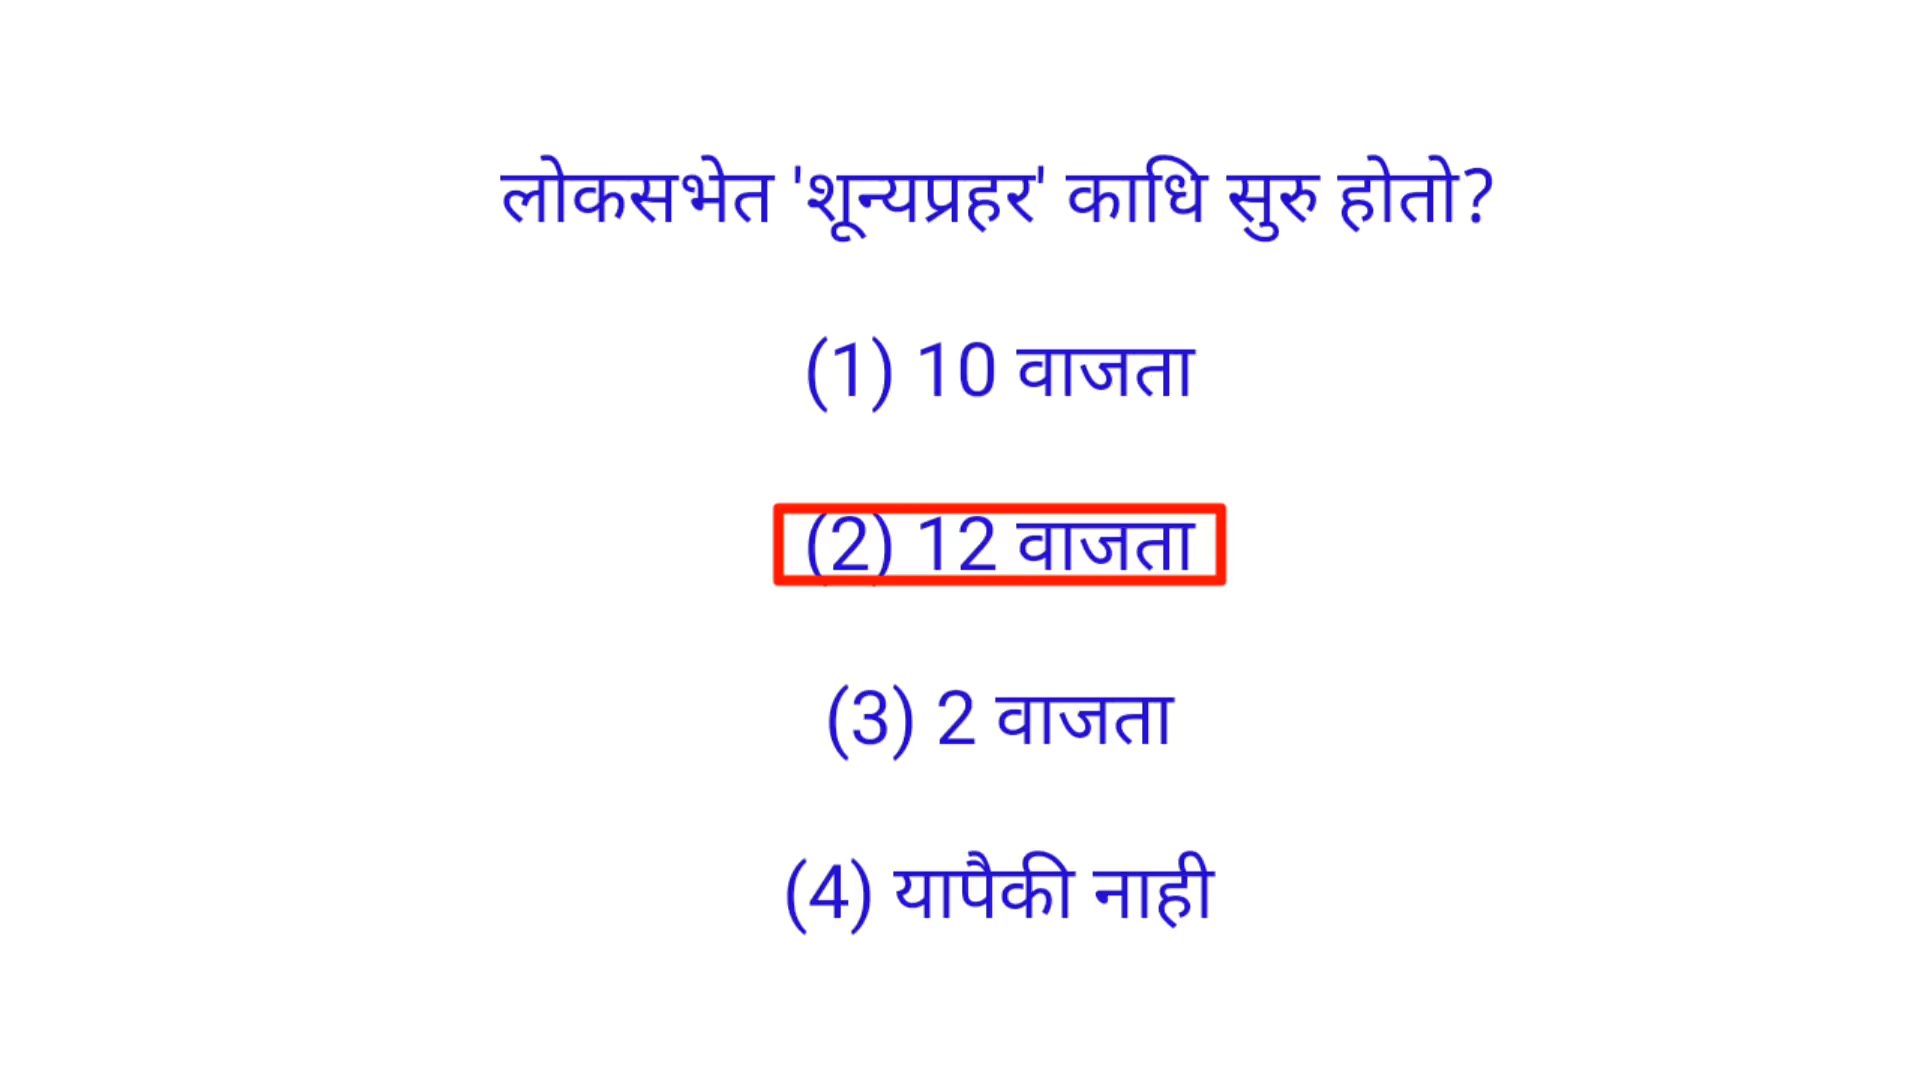 लोकसभेत 'शून्यप्रहर' काधि सुरु होतो?
(1) 10 वाजता
(2) 12 वाजता
(3) 2 वाजता
(4) यापैकी नाही